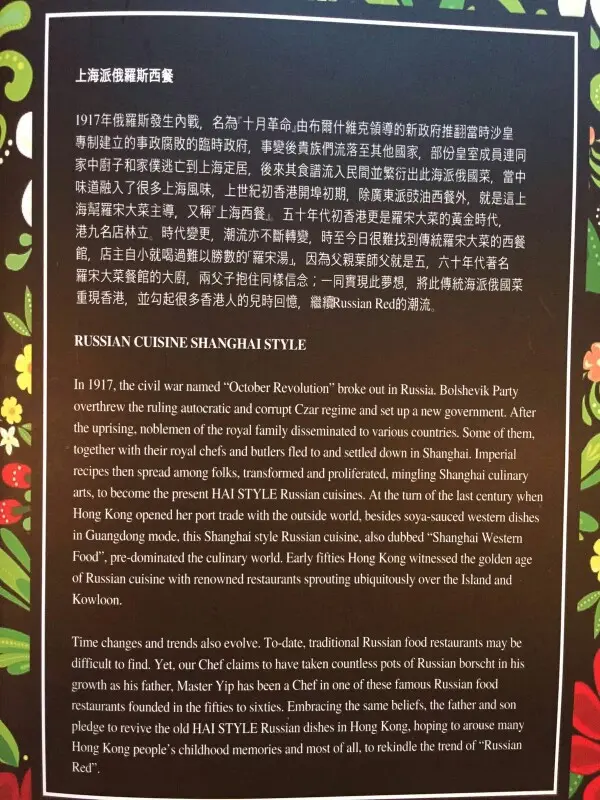 上海派俄羅斯西餐
1917年俄羅斯發生內戰，名為『十月革命』由布爾什維克領導的新政府推翻當時沙皇
專制建立的事政腐敗的臨時政府，事變後貴族們流落至其他國家，部份皇室成員連同
家中廚子和家僕逃亡到上海定居，後來其食譜流入民間並繁衍出此海派俄國菜，當中
味道融入了很多上海風味，上世紀初香港開埠初期，除廣東派豉油西餐外，就是這上
海幫羅宋大菜主導，又稱『上海西餐』。五十年代初香港更是羅宋大菜的黃金時代，
港九名店林立。時代變更，潮流亦不斷轉變，時至今日很難找到傳統羅宋大菜的西餐
館，店主自小就喝過難以勝數的「羅宋湯」，因為父親葉師父就是五，六十年代著名
羅宋大菜餐館的大廚，兩父子抱住同樣信念；一同實現此夢想，將此傳統海派俄國菜
重現香港，並勾起很多香港人的兒時回憶，繼續Russian Red的潮流。
RUSSIAN CUISINE SHANGHAI STYLE
In 1917, the civil war named “October Revolution” broke out in Russia. Bolshevik Party
overthrew the ruling autocratic and corrupt Czar regime and set up a new government. After
the uprising, noblemen of the royal family disseminated to various countries. Some of them,
together with their royal chefs and butlers fled to and settled down in Shanghai. Imperial
recipes then spread among folks, transformed and proliferated, mingling Shanghai culinary
arts, to become the present HAI STYLE Russian cuisines. At the turn of the last century when
Hong Kong opened her port trade with the outside world, besides soya-sauced western dishes
in Guangdong mode, this Shanghai style Russian cuisine, also dubbed “Shanghai Western
Food”, pre-dominated the culinary world. Early fifties Hong Kong witnessed the golden age
of Russian cuisine with renowned restaurants sprouting ubiquitously over the Island and
Kowloon.
Time changes and trends also evolve. To-date, traditional Russian food restaurants may be
difficult to find. Yet, our Chef claims to have taken countless pots of Russian borscht in his
growth as his father, Master Yip has been a Chef in one of these famous Russian food
restaurants founded in the fifties to sixties. Embracing the same beliefs, the father and son
pledge to revive the old HAI STYLE Russian dishes in Hong Kong, hoping to arouse many
Hong Kong people’s childhood memories and most of all, to rekindle the trend of “Russian
Red”.